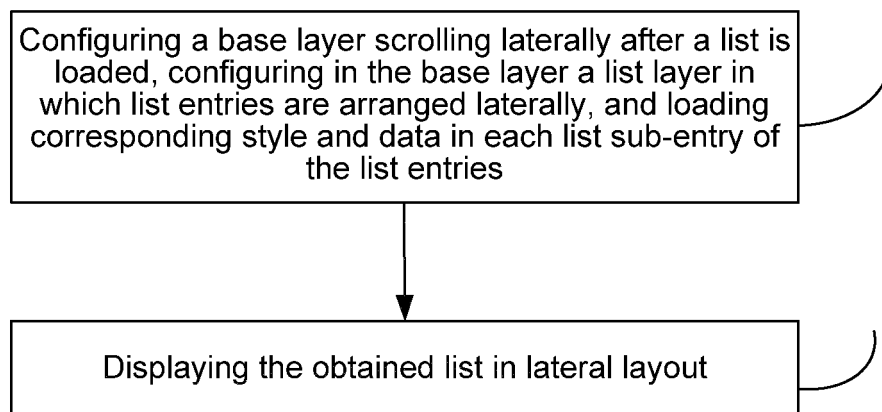 Configuring a base layer scrolling laterally after a list is
loaded, configuring in the base layer a list layer in
which list entries are arranged laterally, and loading
corresponding style and data in each list sub-entry of
the list entries
Displaying the obtained list in lateral layout